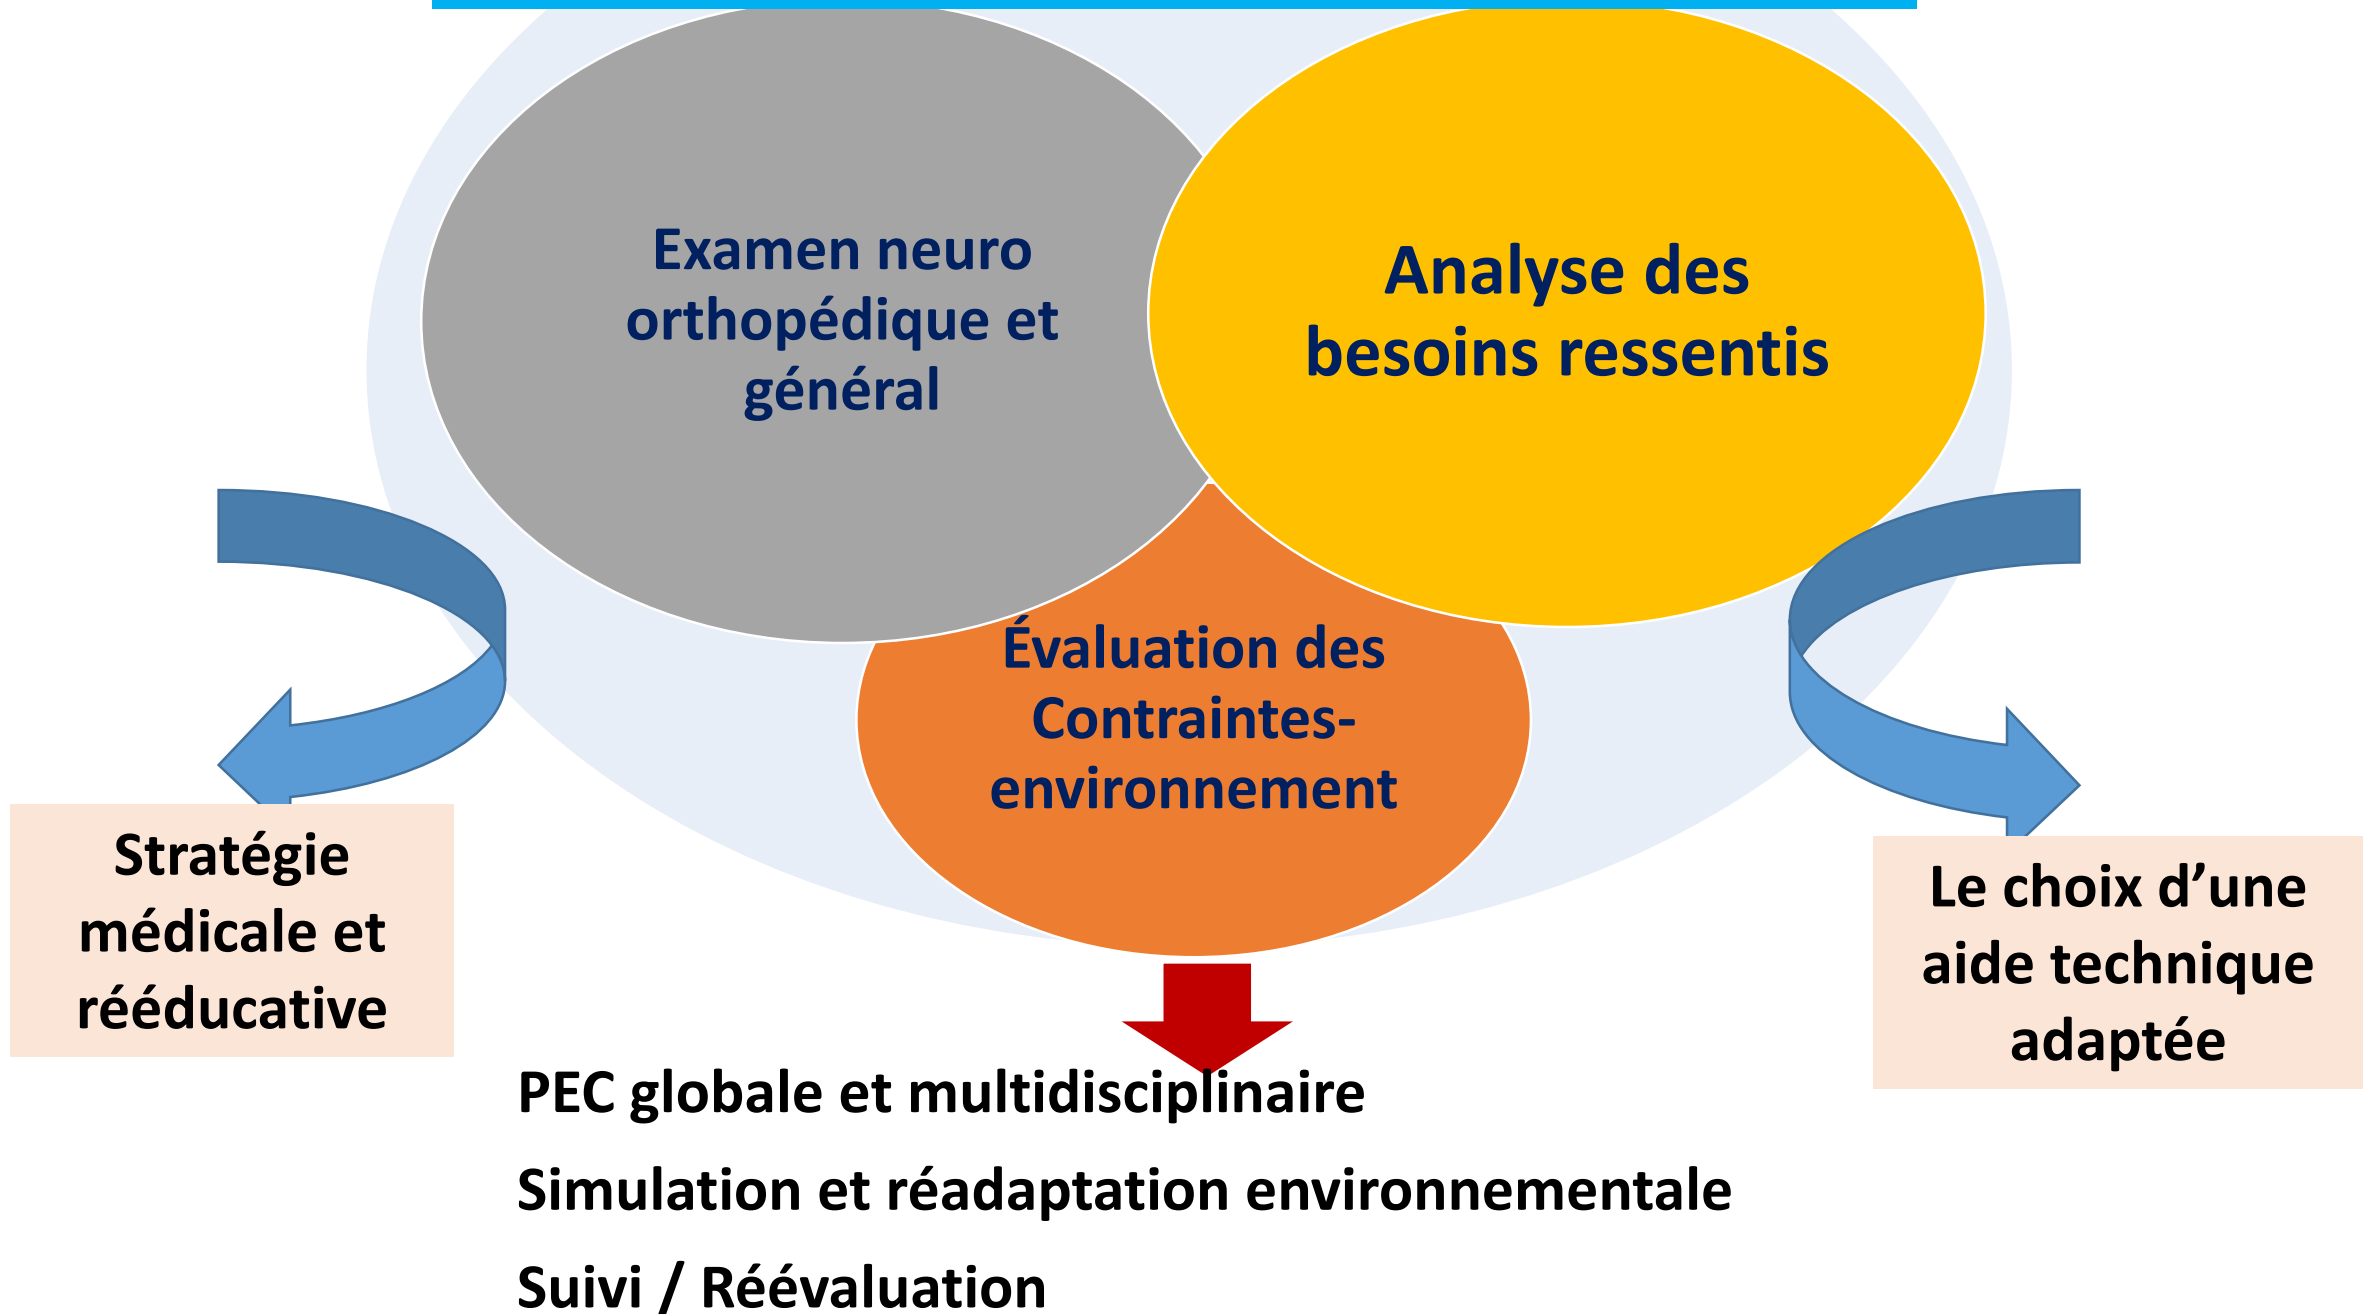 Examen neuro
orthopédique et
général
Analyse des
besoins ressentis
Évaluation des
Contraintes-
environnement
Stratégie
médicale et
rééducative
Le choix d’une
aide technique
adaptée
PEC globale et multidisciplinaire
Simulation et réadaptation environnementale
Suivi / Réévaluation